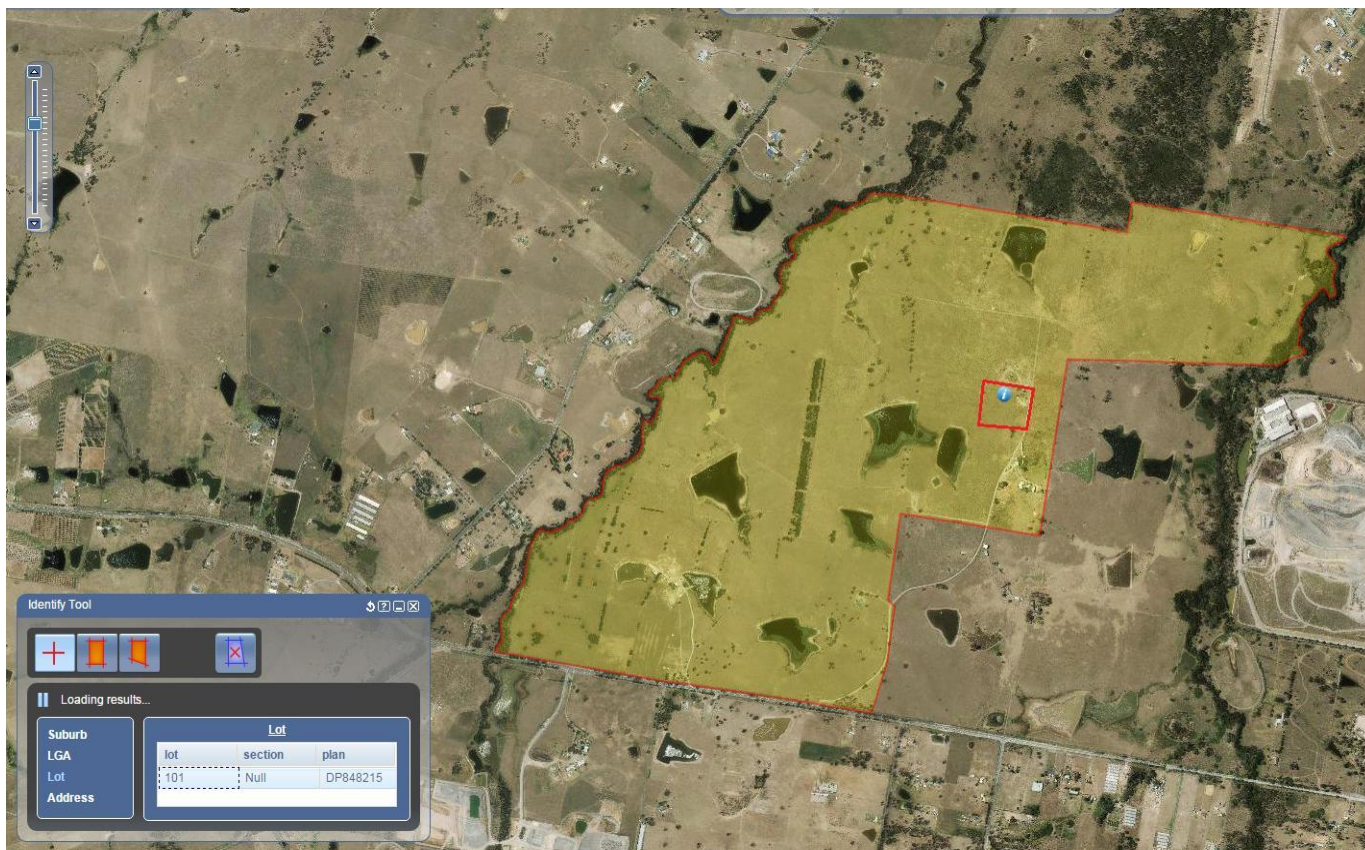 Identify Tool
Loading results...
Suburb
LGA
Lot
Address
Lot
lot section plan
101 Null DP848215